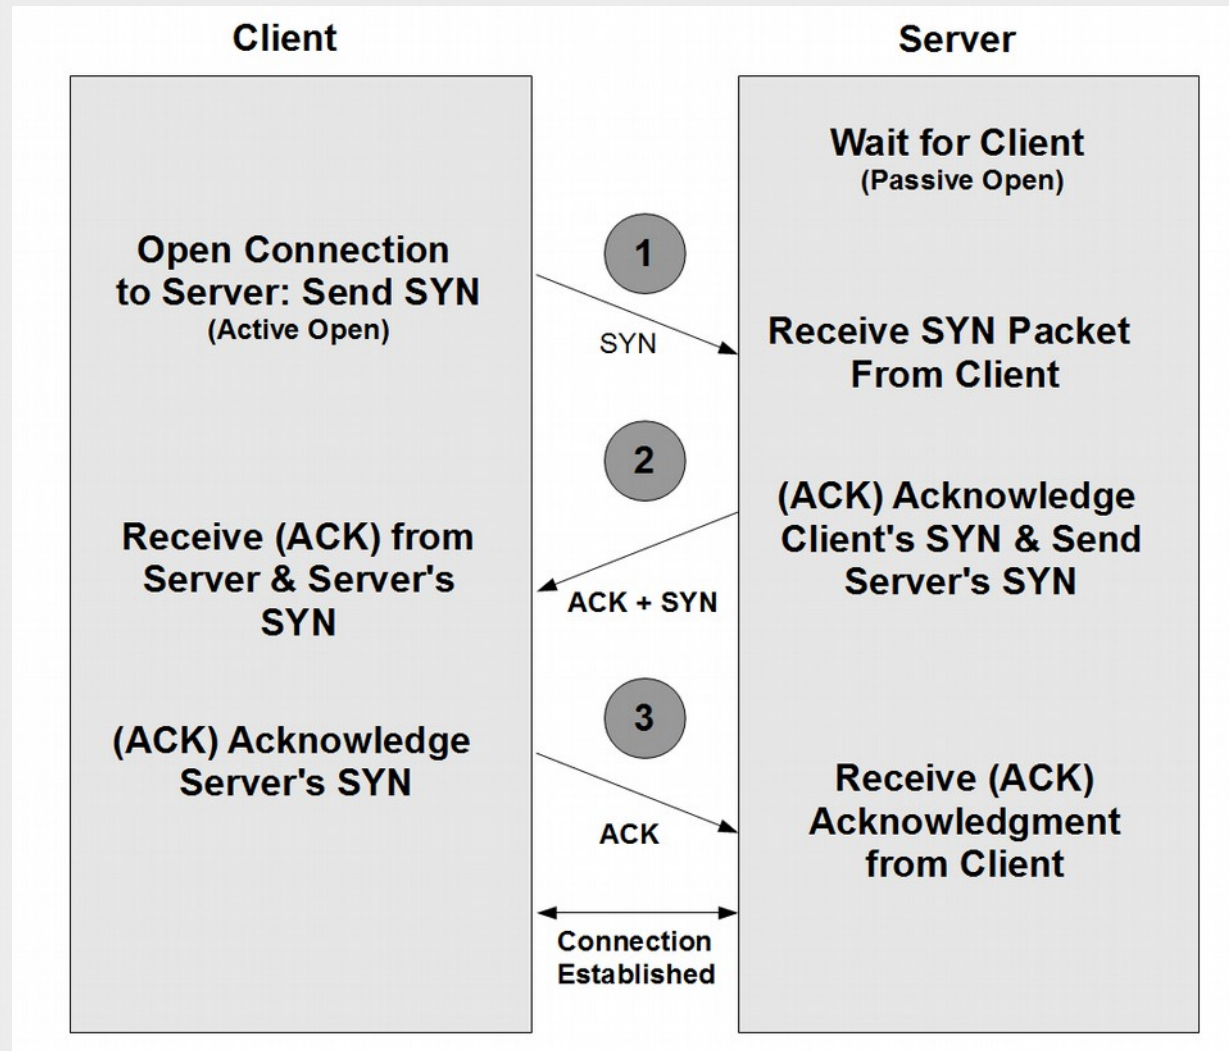 Client
Server
Wait for Client
(Passive Open)
1
Open Connection
to Server: Send SYN
(Active Open)
SYN
Receive SYN Packet
From Client
2
(ACK) Acknowledge
Client's SYN & Send
Server's SYN
Receive (ACK) from
Server & Server's
SYN
ACK + SYN
3
(ACK) Acknowledge
Server's SYN
ACK
Receive (ACK)
Acknowledgment
from Client
Connection
Established